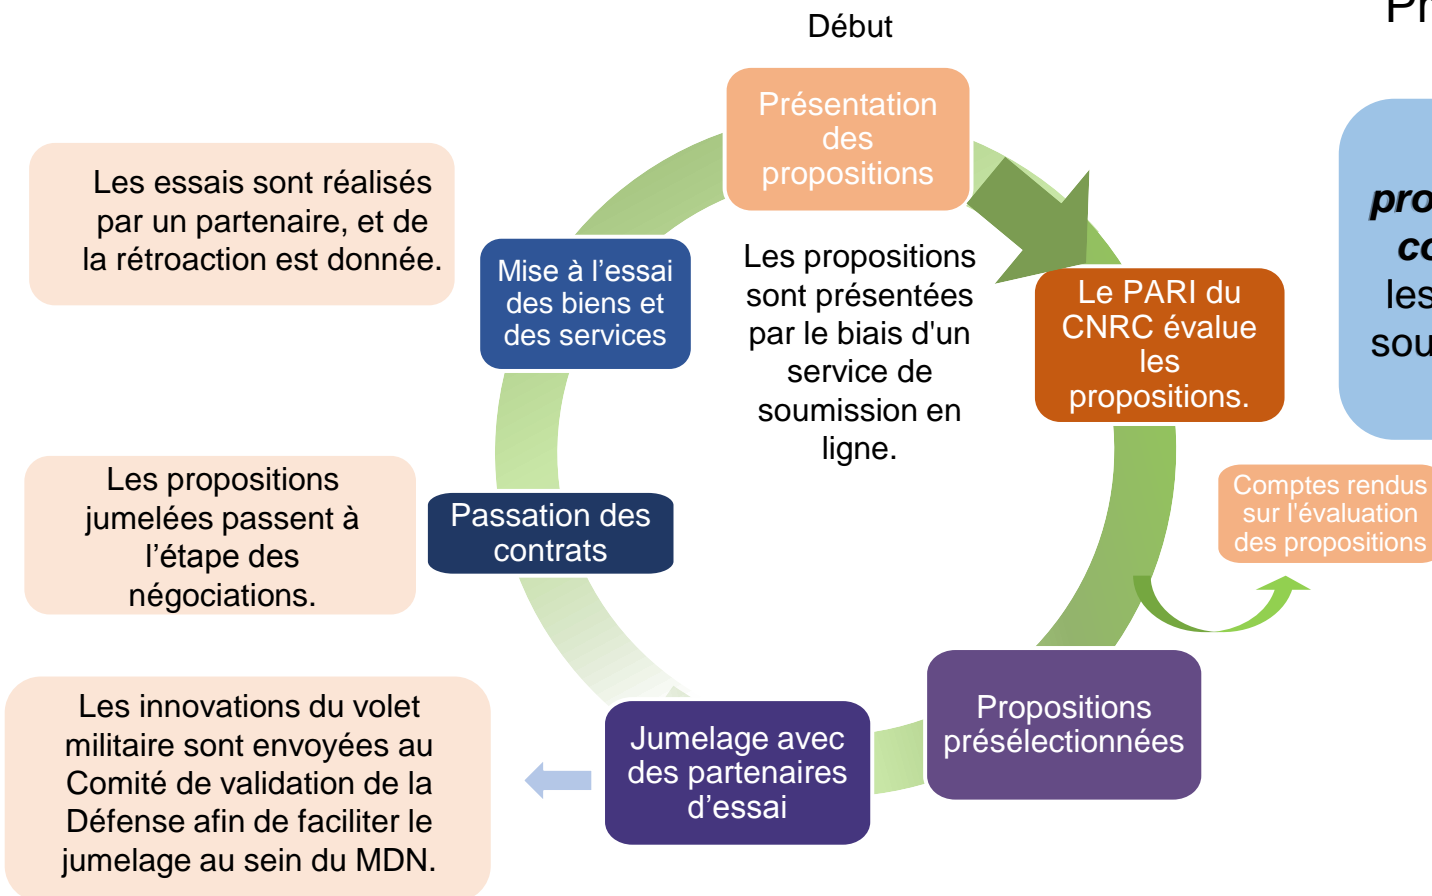 Début
Présentation
des
propositions
Les propositions
sont présentées
par le biais d'un
service de
soumission en
ligne.
Le PARI du
CNRC évalue
les
propositions.
Comptes rendus
sur l'évaluation
des propositions
Propositions
présélectionnées
Jumelage avec
des partenaires
d'essai
Les innovations du volet
militaire sont envoyées au
Comité de validation de la
Défense afin de faciliter le
jumelage au sein du MDN.
Passation des
contrats
Les propositions
jumelées passent à
l’étape des
négociations.
Mise à l’essai
des biens et
des services
Les essais sont réalisés
par un partenaire, et de
la rétroaction est donnée.
les